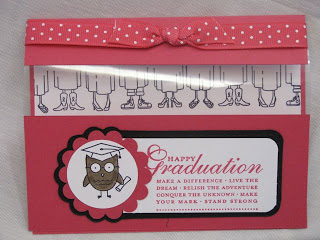 HAPPY
Graduation
MAKE A DIFFERENCE · LIVE THE
DREAM · RELISH THE ADVENTURE
CONQUER THE UNKNOWN · MAKE
YOUR MARK · STAND STRONG